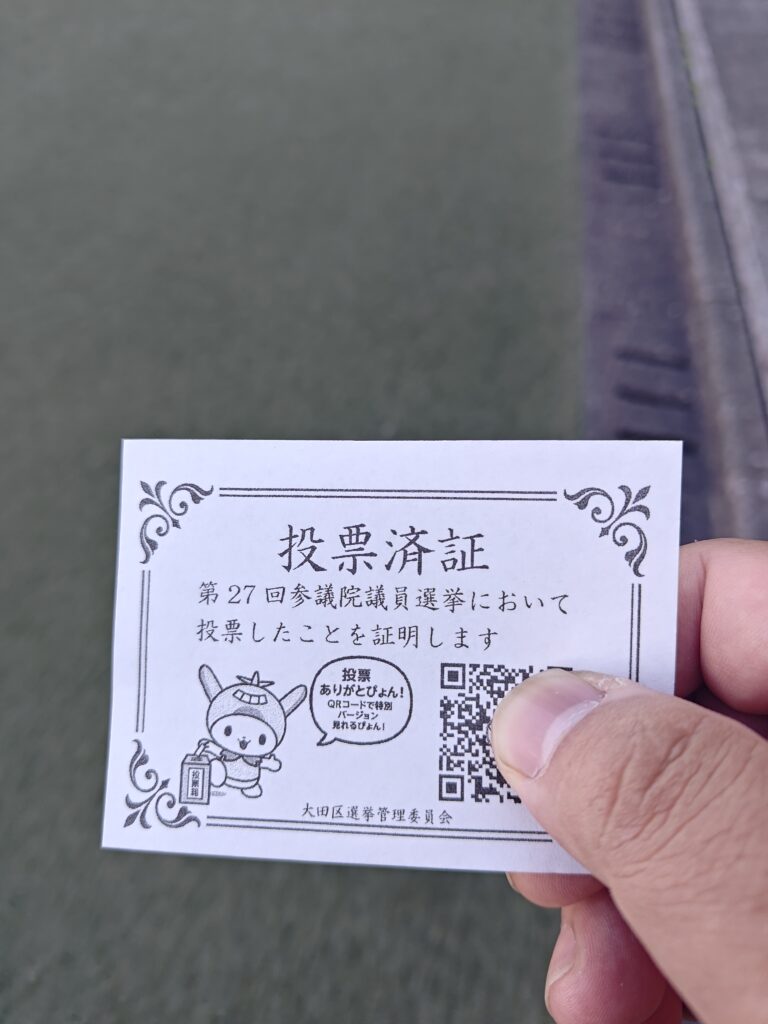 投票済証
第27回参議院議員選挙において
投票したことを証明します
投票
ありがとぴょん!
QRコードで特別
バージョン
見れるぴょん!
投票箱
大田区選挙管理委員会